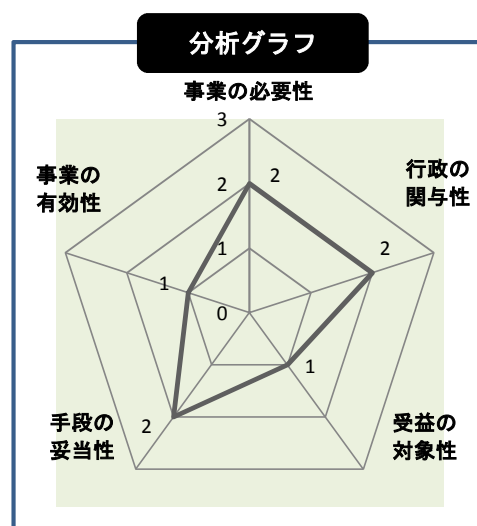 分析グラフ
事業の必要性
3
2
2
1
0
行政の
関与性
2
受益の
対象性
1
手段の
妥当性
2
事業の
有効性
1